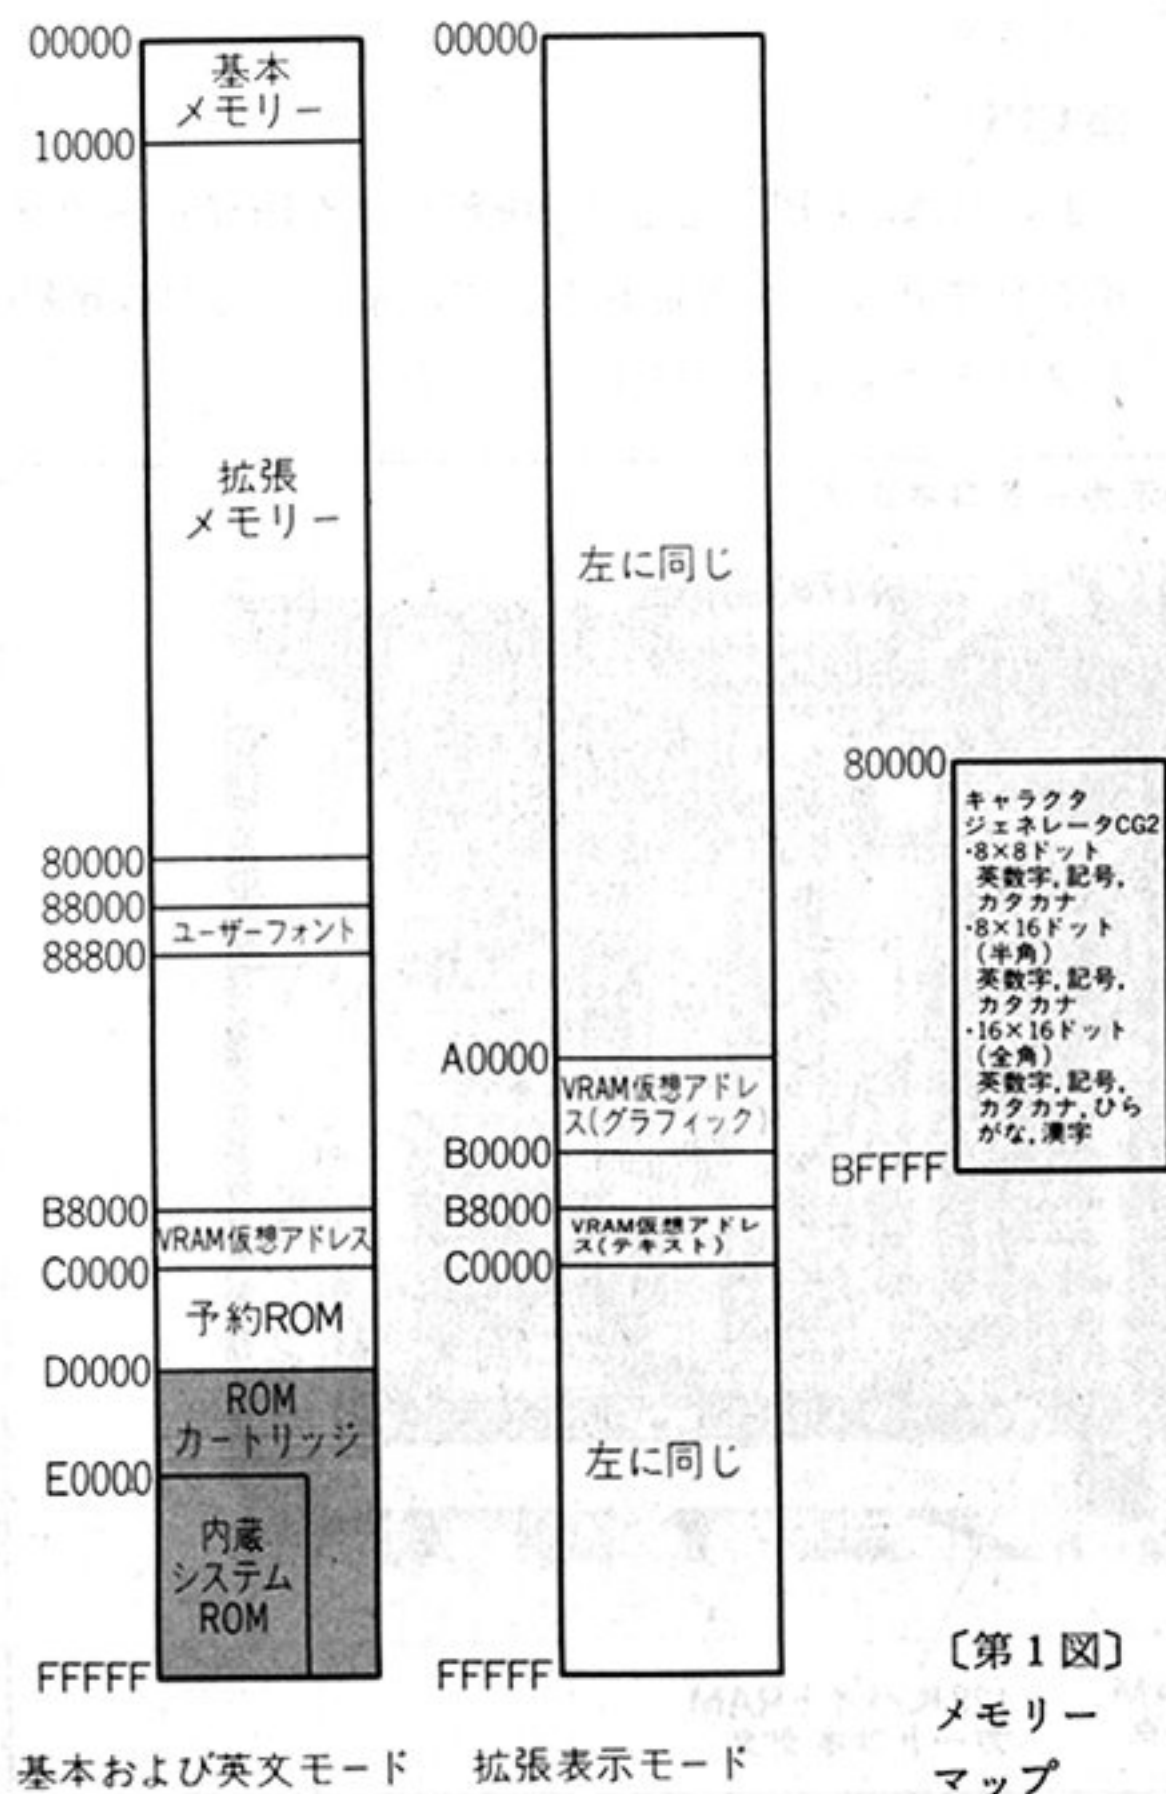 00000
基本
メモリー
10000
拡張
メモリー
80000
88000
ユーザーフォント
88800
B8000
VRAM仮想アドレス
C0000
予約ROM
D0000
ROM
カートリッジ
E0000
内蔵
システム
ROM
FFFFF
基本および英文モード
00000
左に同じ
A0000
VRAM仮想アドレ
ス(グラフィック)
B0000
B8000
VRAM仮想アドレ
ス(テキスト)
C0000
左に同じ
FFFFF
拡張表示モード
80000
キャラクタ
ジェネレータCG2
・8×8ドット
英数字,記号,
カタカナ
・8×16ドット
(半角)
英数字,記号,
カタカナ
・16×16ドット
(全角)
英数字,記号,
カタカナ,ひら
がな,漢字
BFFFF
〔第1図〕
メモリー
マップ